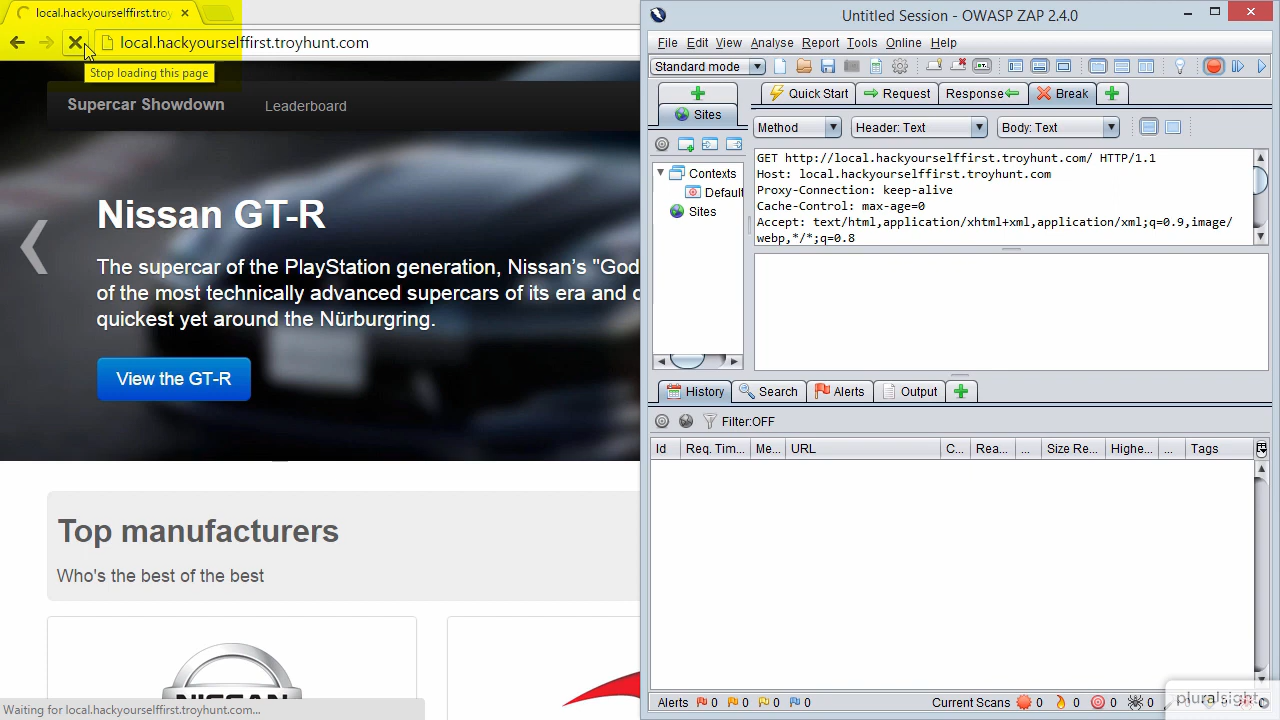 local.hackyourselffirst.troy
local.hackyourselffirst.troyhunt.com
Stop loading this page
Supercar Showdown
Leaderboard
Nissan GT-R
The supercar of the PlayStation generation, Nissan's "God
of the most technically advanced supercars of its era and
quickest yet around the Nürburgring.
View the GT-R
Top manufacturers
Who's the best of the best
NISSAN
Waiting for local.hackyourselffirst.troyhunt.com...
Untitled Session - OWASP ZAP 2.4.0
File Edit View Analyse Report Tools Online Help
Standard mode
Sites
Quick Start Request Response Break
Method Header: Text Body: Text
Contexts
Default
Sites
GET http://local.hackyourselffirst.troyhunt.com/ HTTP/1.1
Host: local.hackyourselffirst.troyhunt.com
Proxy-Connection: keep-alive
Cache-Control: max-age=0
Accept: text/html,application/xhtml+xml,application/xml;q=0.9,image/
webp,*/*;q=0.8
History Search Alerts Output
Filter:OFF
Id Req. Tim... Me... URL C... Rea... ... Size Re... Highe... ... Tags
Alerts 0 0 0 0 Current Scans 0 0 0 0
pluralsight